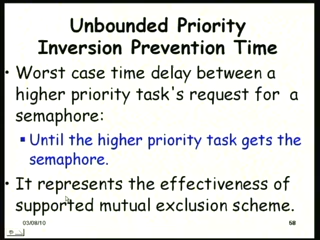 Unbounded Priority
Inversion Prevention Time
• Worst case time delay between a
higher priority task's request for a
semaphore:
▪ Until the higher priority task gets the
semaphore.
• It represents the effectiveness of
supported mutual exclusion scheme.
03/08/10 58